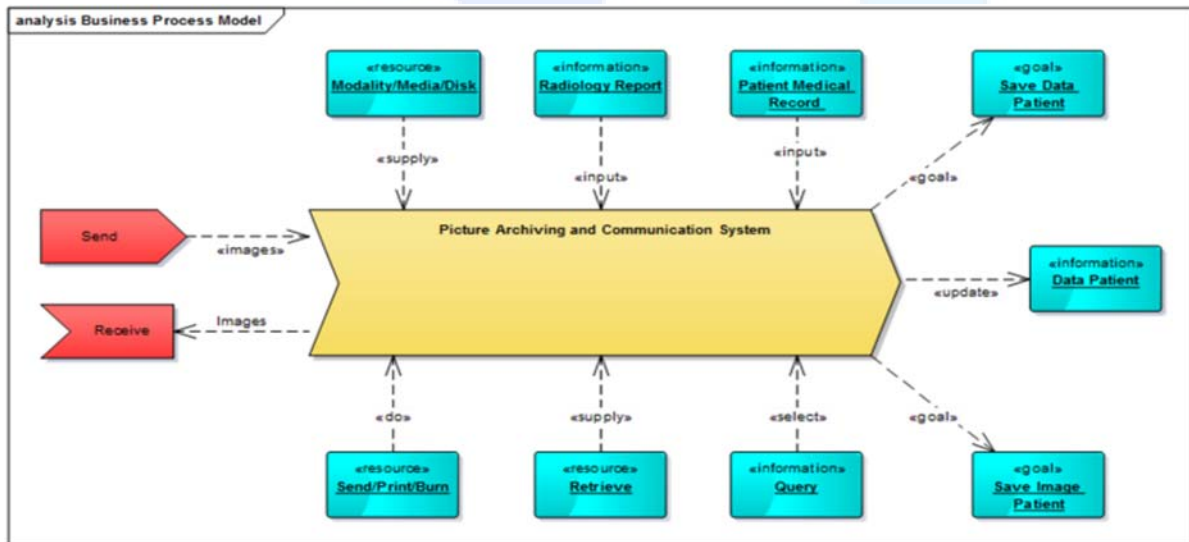 analysis Business Process Model
«resource»
Modality/Media/Disk
«information»
Radiology Report
«information»
Patient Medical
Record
«goal»
Save Data
Patient
«supply»
«input»
«input»
«goal»
Send
«images»
Picture Archiving and Communication System
«information»
Data Patient
«update»
Receive
Images
«do»
«supply»
«select»
«goal»
«resource»
Send/Print/Burn
«resource»
Retrieve
«information»
Query
«goal»
Save Image
Patient